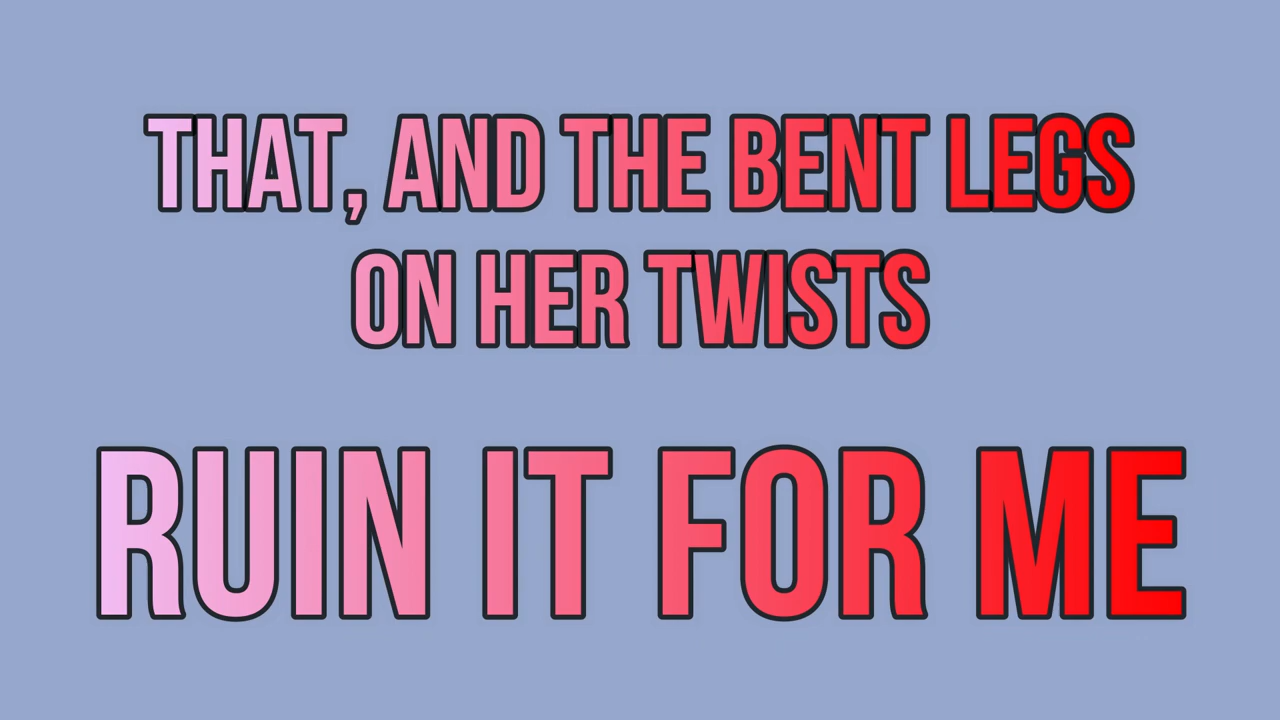 THAT, AND THE BENT LEGS
ON HER TWISTS
RUIN IT FOR ME